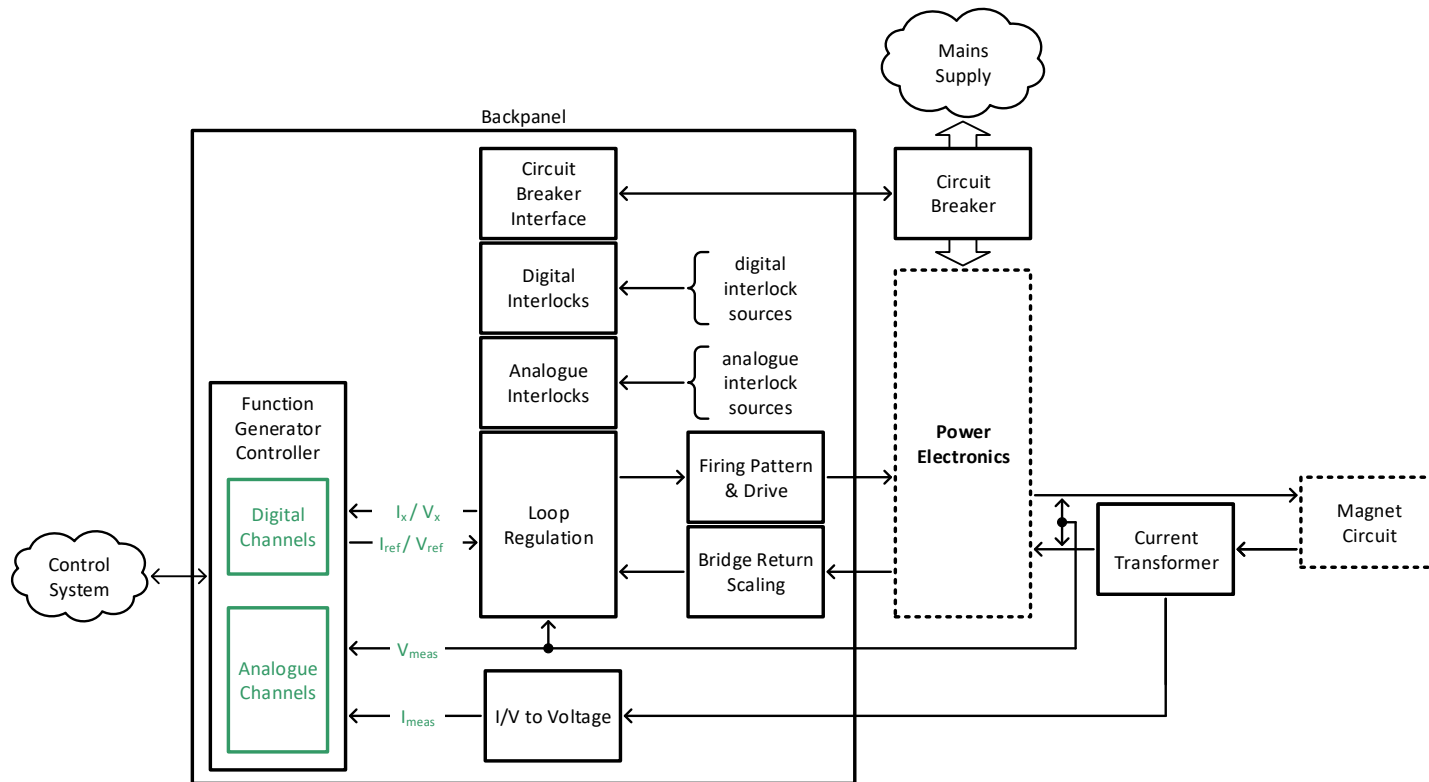 Mains
Supply
Backpanel
Circuit
Breaker
Interface
Circuit
Breaker
Digital
Interlocks
digital
interlock
sources
Analogue
Interlocks
analogue
interlock
sources
Function
Generator
Controller
Digital
Channels
Analogue
Channels
Control
System
Ix / Vx
Iref / Vref
Vmeas
Imeas
Loop
Regulation
Firing Pattern
& Drive
Bridge Return
Scaling
I/V to Voltage
Power
Electronics
Current
Transformer
Magnet
Circuit